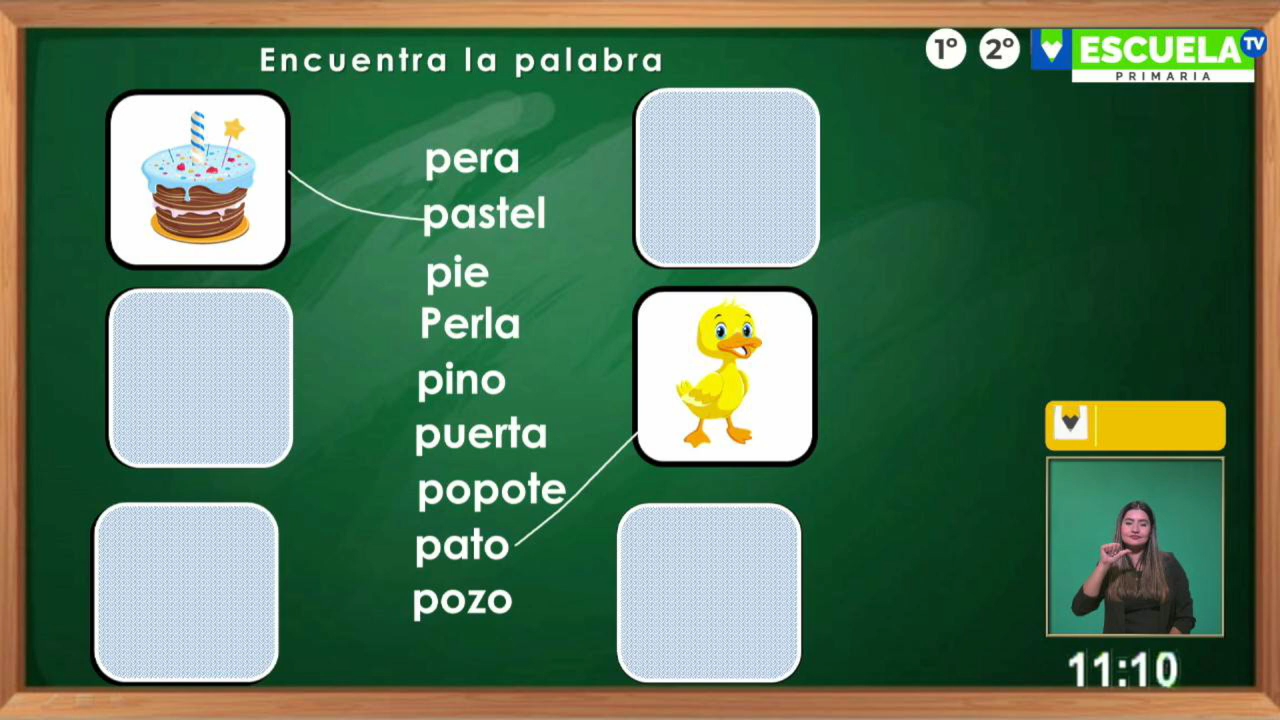 Encuentra la palabra
1° 2° ESCUELA TV
PRIMARIA
pera
pastel
pie
Perla
pino
puerta
popote
pato
pozo
11:10